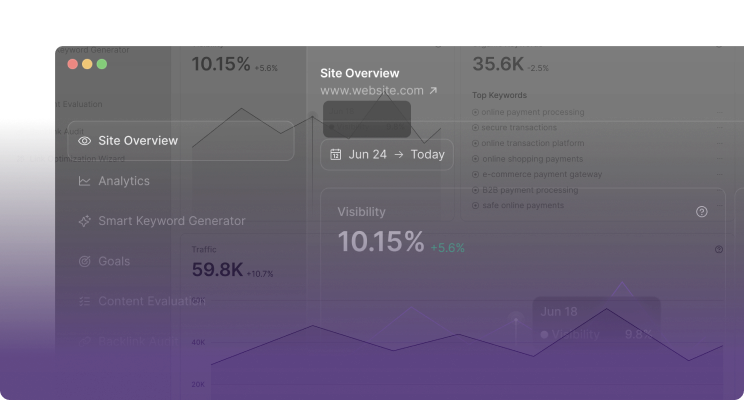 Keyword Generator
10.15% +5.6%
35.6K -2.5%
Site Overview
www.website.com
Top Keywords
online payment processing
secure transactions
online transaction platform
online shopping payments
e-commerce payment gateway
B2B payment processing
safe online payments
Evaluation
Audit
Optimization Wizard
Site Overview
Analytics
Smart Keyword Generator
Goals
Content Evaluation
Jun 24 → Today
Visibility
10.15% +5.6%
Traffic
59.8K +10.7%
40K
20K
Jun 18
Visibility 9.8%